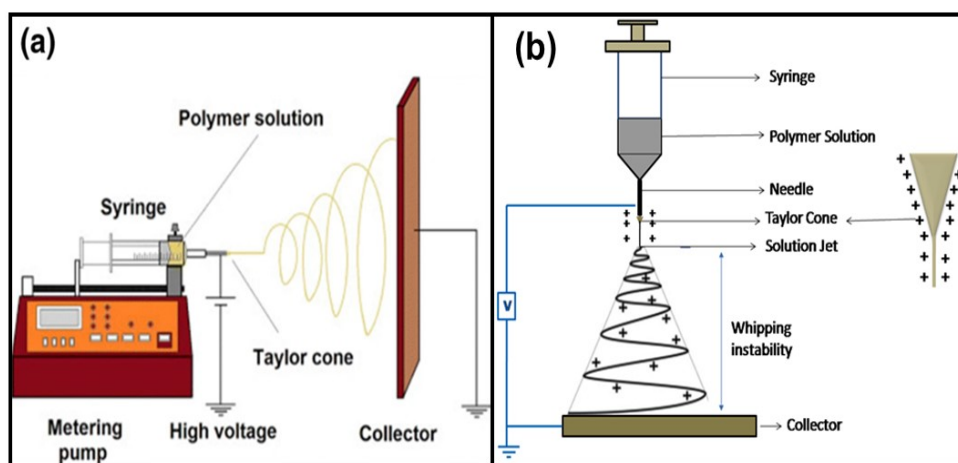 (a)
Polymer solution
Syringe
Taylor cone
Metering
pump
High voltage
Collector
(b)
Syringe
Polymer Solution
Needle
Taylor Cone
Solution Jet
V
Whipping
instability
Collector